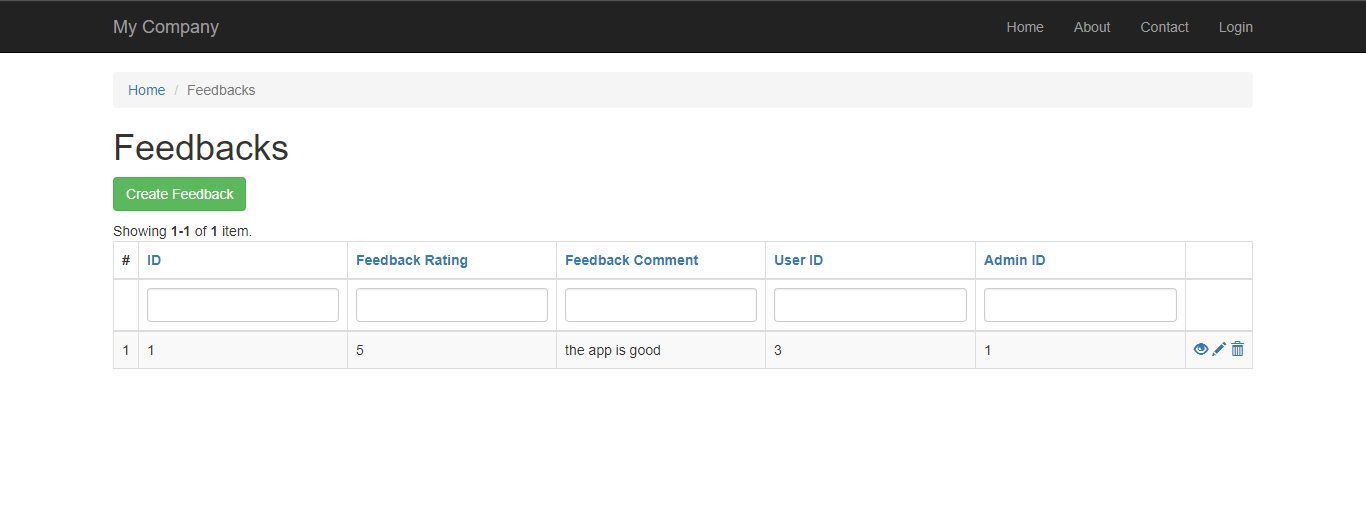 My Company Home About Contact Login
Home / Feedbacks
Feedbacks
Create Feedback
Showing 1-1 of 1 item.
# ID Feedback Rating Feedback Comment User ID Admin ID
1 1 5 the app is good 3 1